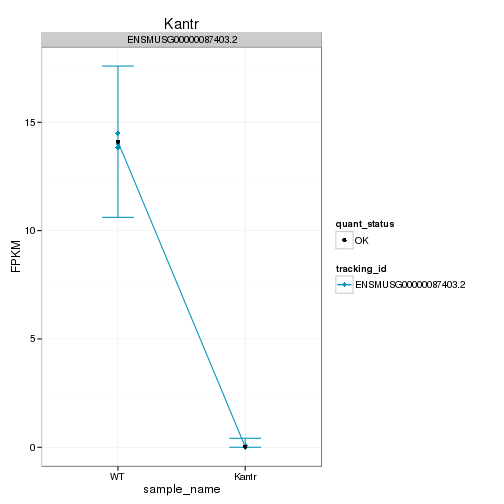 Kantr
ENSMUSG00000087403.2
15
10
5
0
FPKM
WT
Kantr
sample_name
quant_status
OK
tracking_id
ENSMUSG00000087403.2